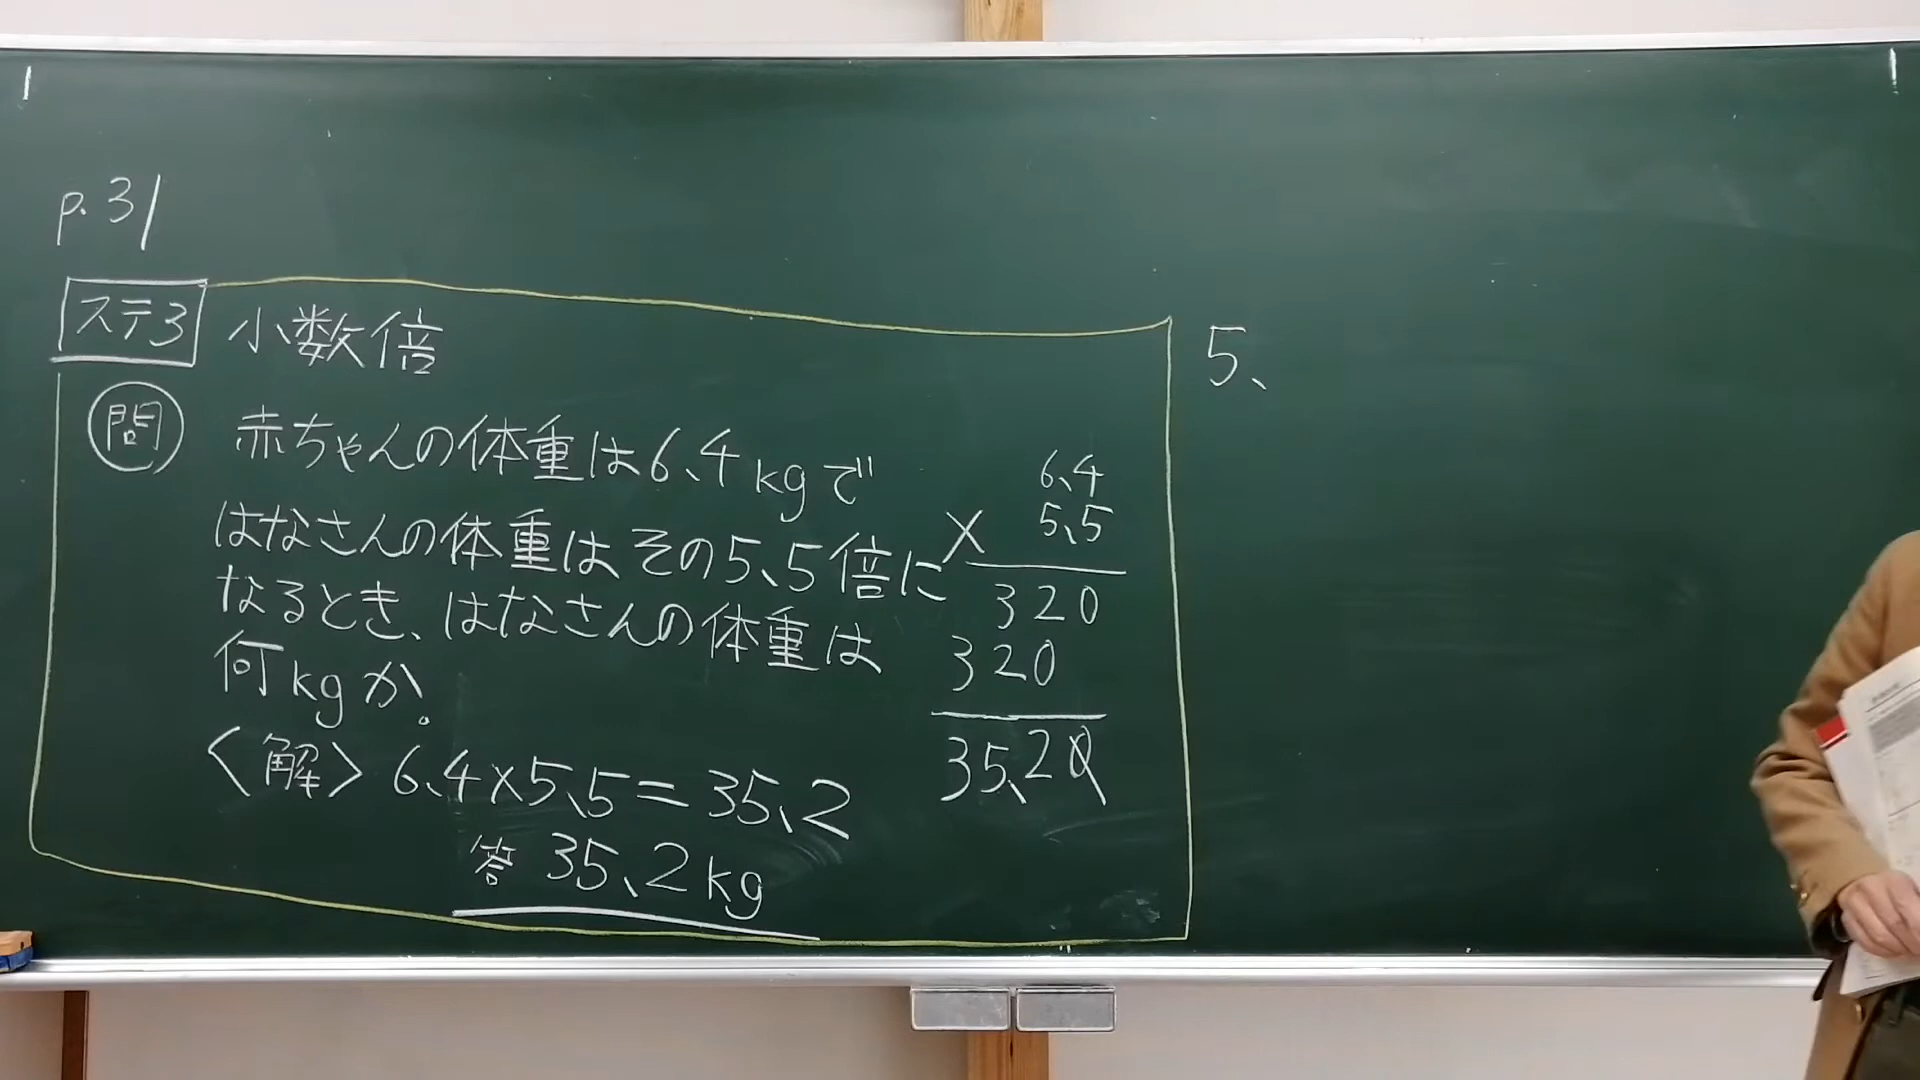 p.31
ステ3 小数倍
問 赤ちゃんの体重は6.4kgで
はなさんの体重はその5.5倍に
なるとき、はなさんの体重は
何kgか。
〈解〉 6.4×5.5=35.2
答 35.2kg
6.4
× 5.5
320
320
35.20
5、